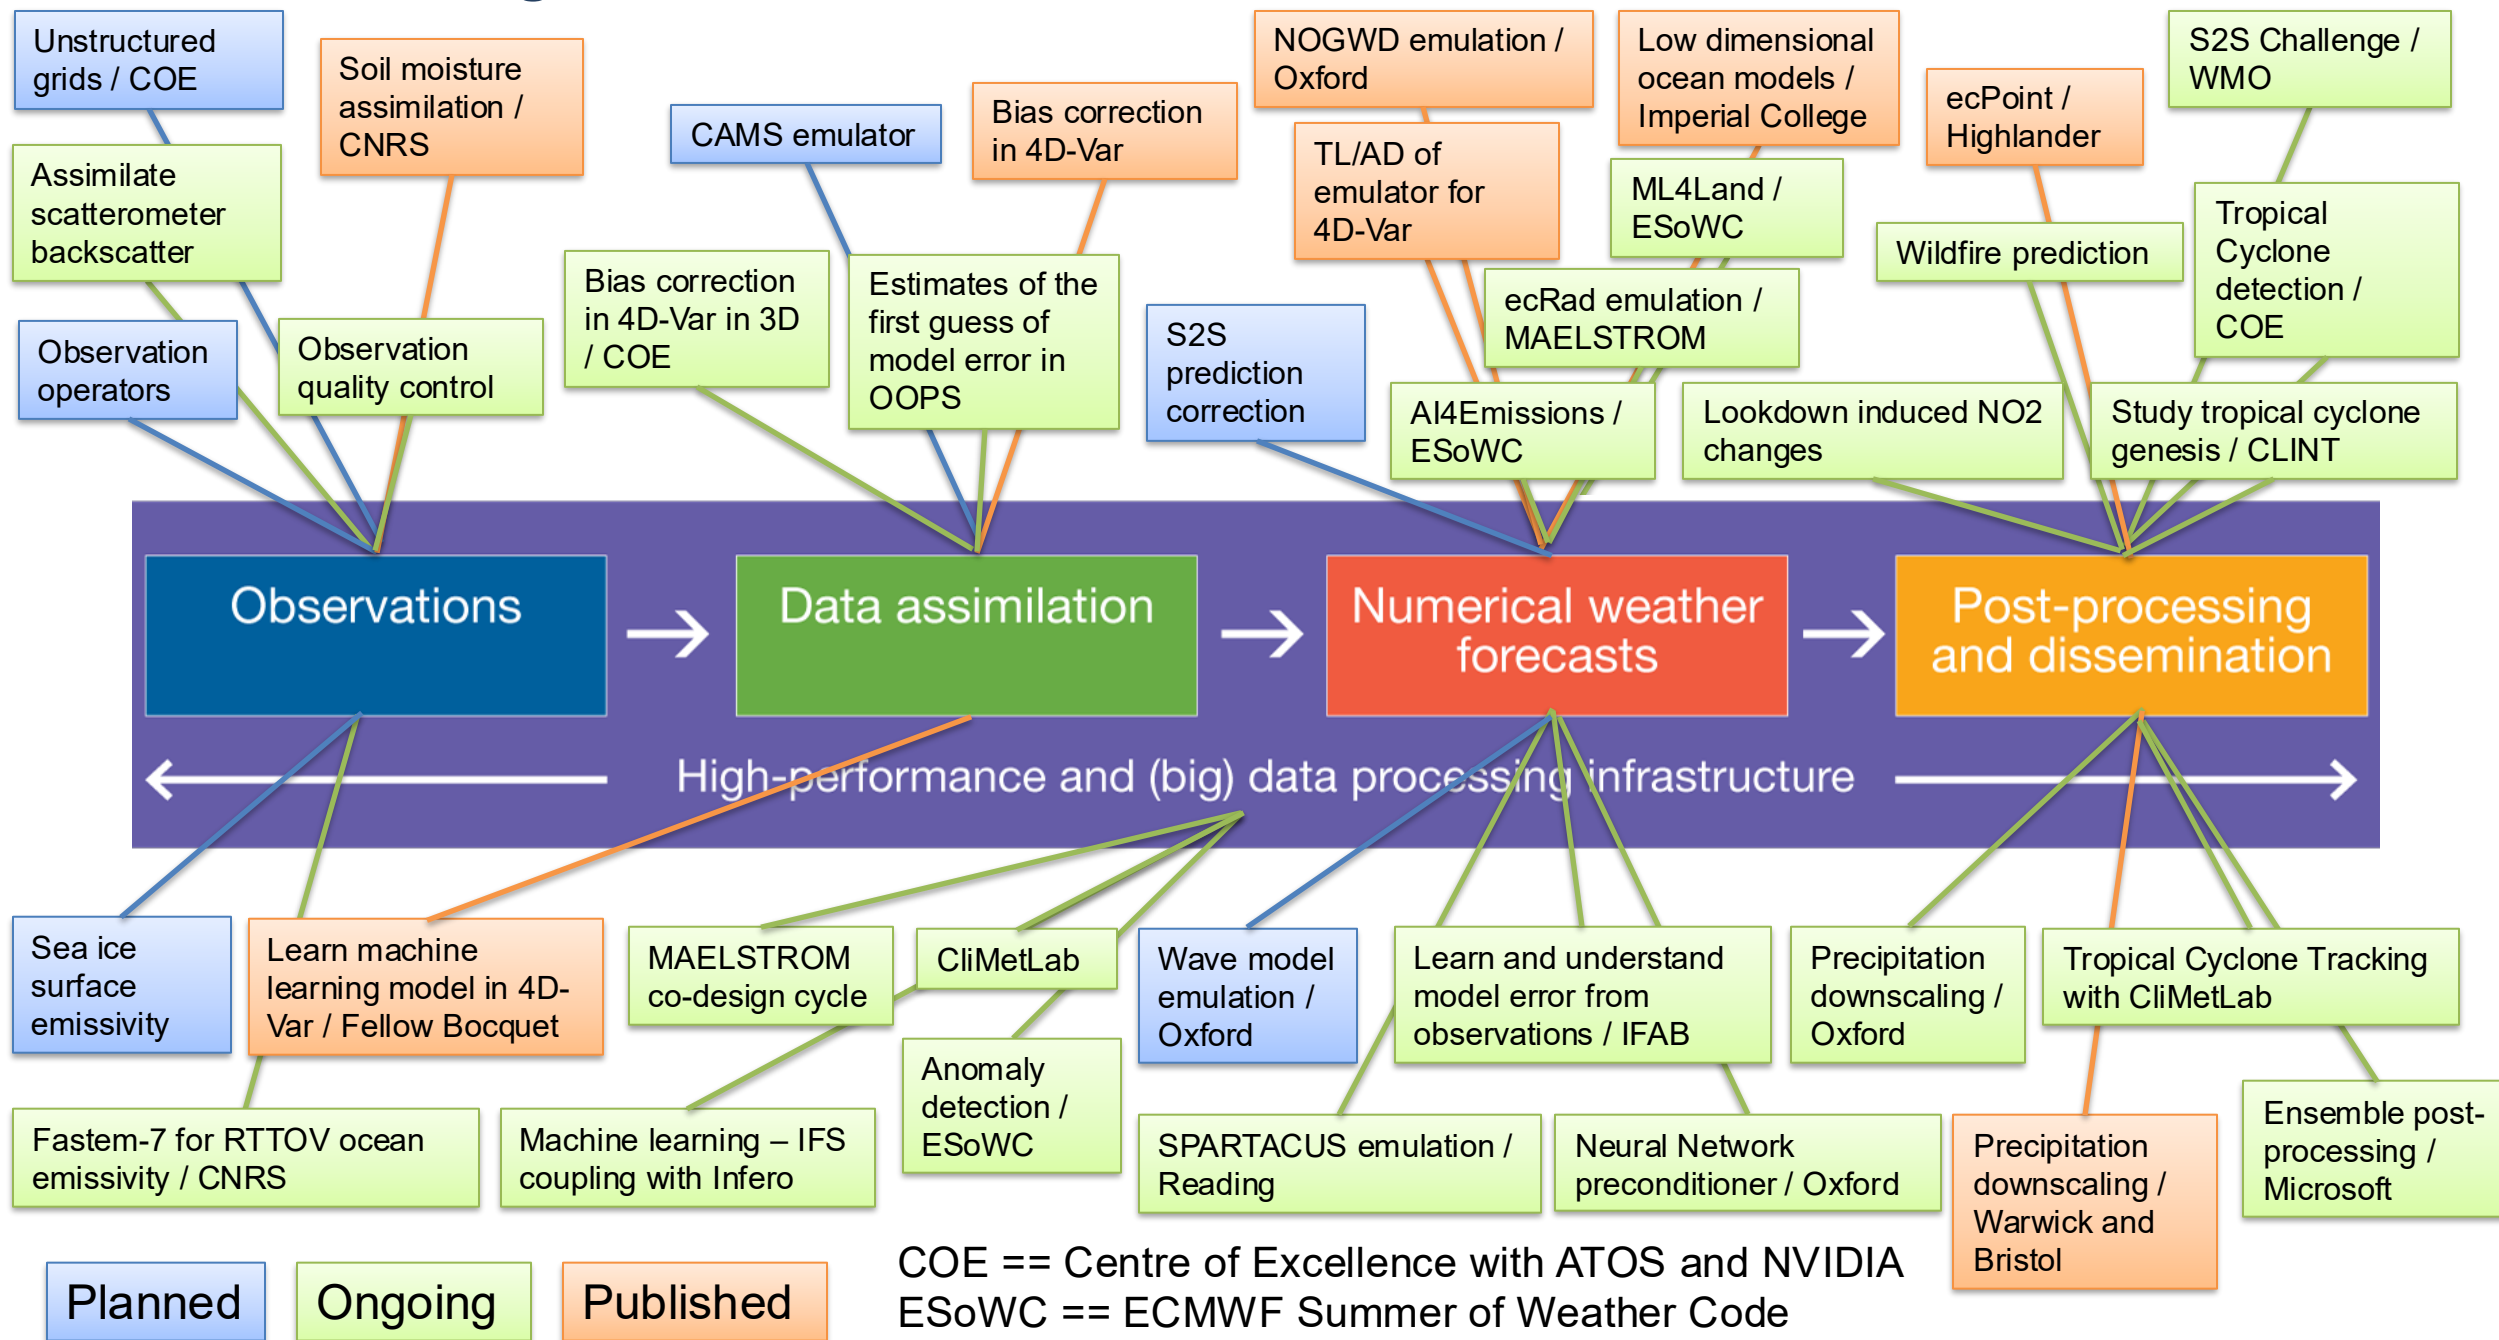 Unstructured
grids / COE
Soil moisture
assimilation /
CNRS
Assimilate
scatterometer
backscatter
Observation
operators
Observation
quality control
CAMS emulator
Bias correction
in 4D-Var
Bias correction
in 4D-Var in 3D
/ COE
Estimates of the
first guess of
model error in
OOPS
NOGWD emulation /
Oxford
Low dimensional
ocean models /
Imperial College
TL/AD of
emulator for
4D-Var
ML4Land /
ESoWC
ecRad emulation /
MAELSTROM
S2S
prediction
correction
AI4Emissions /
ESoWC
ecPoint /
Highlander
S2S Challenge /
WMO
Wildfire prediction
Tropical
Cyclone
detection /
COE
Lookdown induced NO2
changes
Study tropical cyclone
genesis / CLINT
Observations
Data assimilation
Numerical weather
forecasts
Post-processing
and dissemination
High-performance and (big) data processing infrastructure
Sea ice
surface
emissivity
Learn machine
learning model in 4D-
Var / Fellow Bocquet
MAELSTROM
co-design cycle
CliMetLab
Wave model
emulation /
Oxford
Learn and understand
model error from
observations / IFAB
Precipitation
downscaling /
Oxford
Tropical Cyclone Tracking
with CliMetLab
Fastem-7 for RTTOV ocean
emissivity / CNRS
Machine learning – IFS
coupling with Infero
Anomaly
detection /
ESoWC
SPARTACUS emulation /
Reading
Neural Network
preconditioner / Oxford
Precipitation
downscaling /
Warwick and
Bristol
Ensemble post-
processing /
Microsoft
Planned
Ongoing
Published
COE == Centre of Excellence with ATOS and NVIDIA
ESoWC == ECMWF Summer of Weather Code